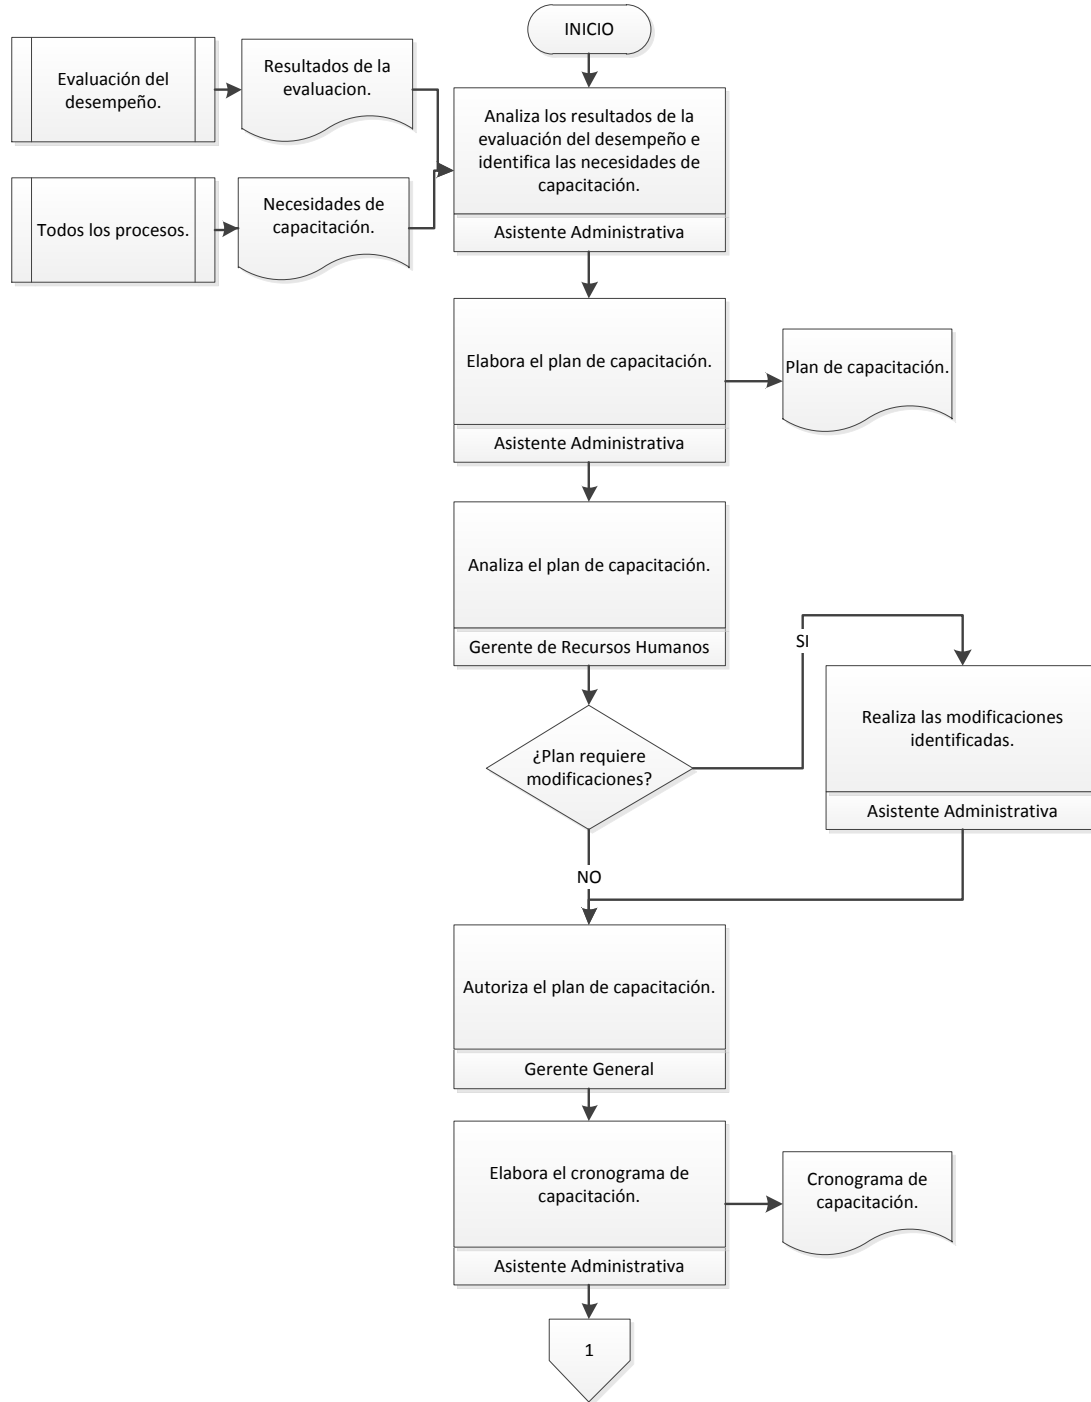 INICIO
Evaluación del
desempeño.
Resultados de la
evaluacion.
Analiza los resultados de la
evaluación del desempeño e
identifica las necesidades de
capacitación.
Asistente Administrativa
Todos los procesos.
Necesidades de
capacitación.
Elabora el plan de capacitación.
Asistente Administrativa
Plan de capacitación.
Analiza el plan de capacitación.
Gerente de Recursos Humanos
¿Plan requiere
modificaciones?
SI
Realiza las modificaciones
identificadas.
Asistente Administrativa
NO
Autoriza el plan de capacitación.
Gerente General
Elabora el cronograma de
capacitación.
Asistente Administrativa
Cronograma de
capacitación.
1